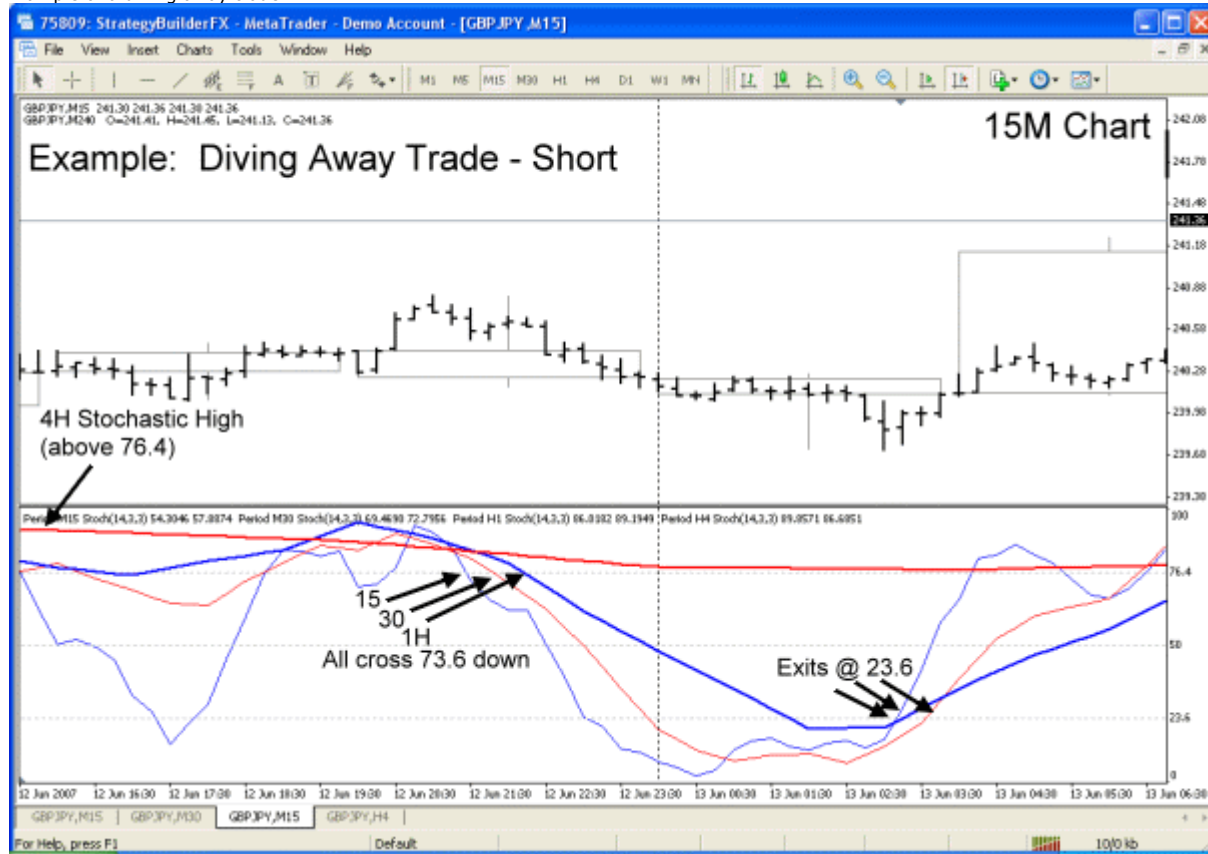 75809: StrategyBuilderFX - MetaTrader - Demo Account - [GBPJPY,M15]
File View Insert Charts Tools Window Help
A T M1 M5 M15 M30 H1 H4 D1 W1 MN
GBPJPY,M15 241.30 241.36 241.30 241.36
GBPJPY,M240 O=241.41, H=241.45, L=241.13, C=241.36
15M Chart
Example: Diving Away Trade - Short
242.08
241.78
241.48
241.36
241.18
240.88
240.58
240.28
239.98
239.68
239.38
4H Stochastic High
(above 76.4)
Period M15 Stoch(14,3,3) 54.3046 57.8874 Period M30 Stoch(14,3,3) 69.4690 72.7956 Period H1 Stoch(14,3,3) 86.0182 89.1949 Period H4 Stoch(14,3,3) 89.8571 86.6851
100
76.4
15
30
1H
All cross 73.6 down
50
Exits @ 23.6
23.6
0
12 Jun 2007 12 Jun 16:30 12 Jun 17:30 12 Jun 18:30 12 Jun 19:30 12 Jun 20:30 12 Jun 21:30 12 Jun 22:30 12 Jun 23:30 13 Jun 00:30 13 Jun 01:30 13 Jun 02:30 13 Jun 03:30 13 Jun 04:30 13 Jun 05:30 13 Jun 06:30
GBPJPY,M15 GBPJPY,M30 GBPJPY,M15 GBPJPY,H4
For Help, press F1 Default 10/0 kb